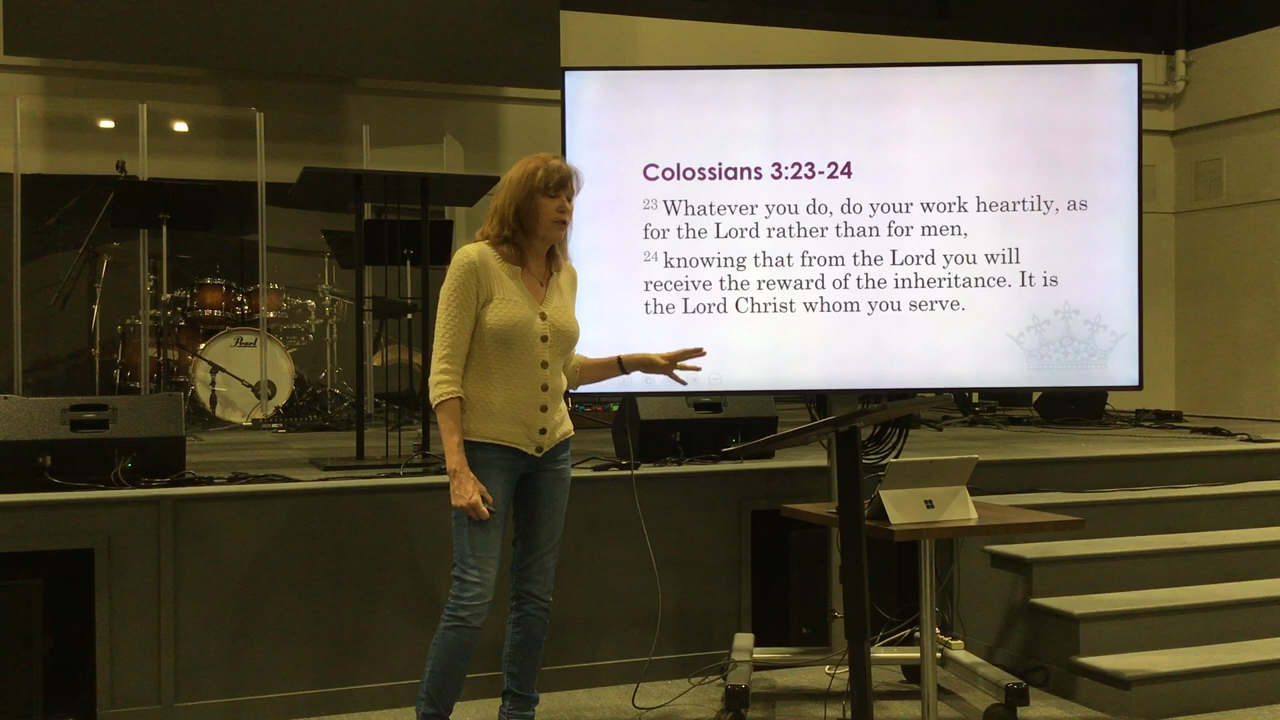 Colossians 3:23-24
23 Whatever you do, do your work heartily, as
for the Lord rather than for men,
24 knowing that from the Lord you will
receive the reward of the inheritance. It is
the Lord Christ whom you serve.
Pearl